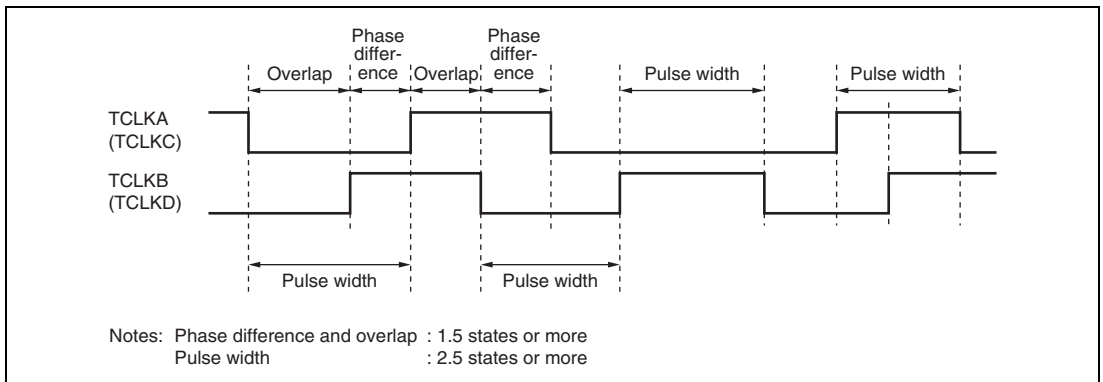 Phase
differ-
ence
Phase
differ-
ence
Overlap
Overlap
Pulse width
Pulse width
TCLKA
(TCLKC)
TCLKB
(TCLKD)
Pulse width
Pulse width
Notes: Phase difference and overlap : 1.5 states or more
Pulse width : 2.5 states or more